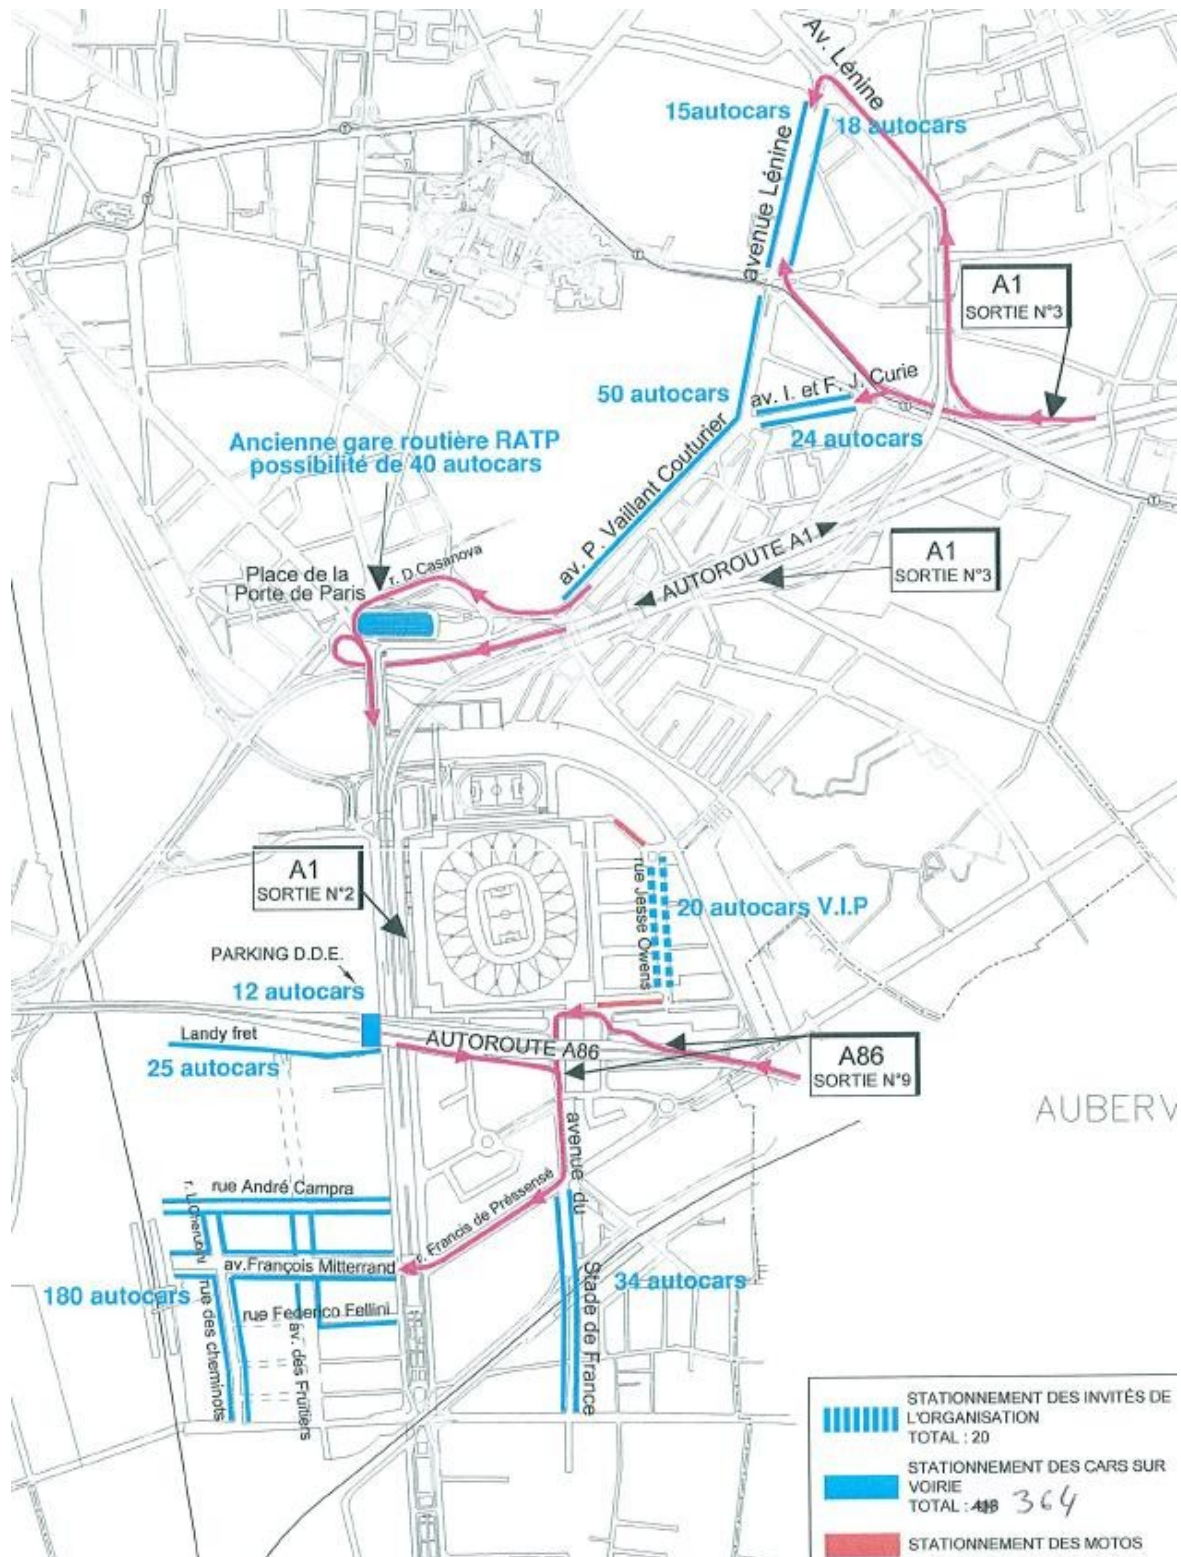 Av. Lénine
15autocars
18 autocars
avenue Lénine
A1
SORTIE N°3
50 autocars
av. I. et F. J. Curie
24 autocars
Ancienne gare routière RATP
possibilité de 40 autocars
av. P. Vaillant Couturier
AUTOROUTE A1
A1
SORTIE N°3
Place de la
Porte de Paris
r. D.Casanova
A1
SORTIE N°2
rue Jesse Owens
20 autocars V.I.P
PARKING D.D.E.
12 autocars
Landy fret
25 autocars
AUTOROUTE A86
A86
SORTIE N°9
AUBERV
avenue du
Stade de France
rue André Campra
r. L.Cherubini
r. Francis de Préssensé
av.François Mitterrand
34 autocars
180 autocars
rue Federico Fellini
rue des cheminots
av. des Fruitiers
STATIONNEMENT DES INVITÉS DE
L'ORGANISATION
TOTAL : 20
STATIONNEMENT DES CARS SUR
VOIRIE
TOTAL : 364
STATIONNEMENT DES MOTOS